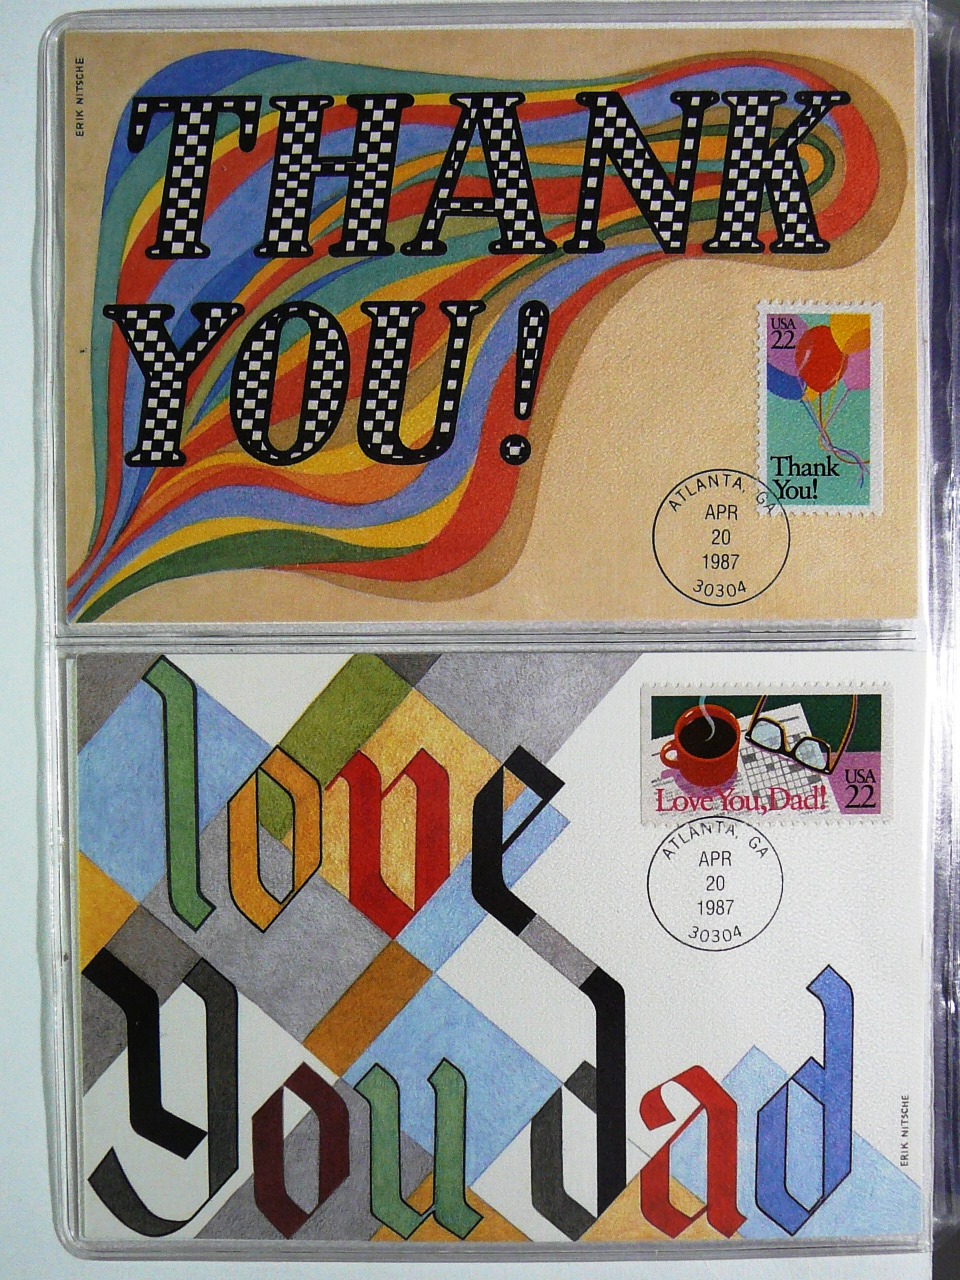 ERIK NITSCHE
THANK
YOU!
USA
22
Thank
You!
ATLANTA, GA
APR
20
1987
30304
love
you dad
USA
22
Love You, Dad!
ATLANTA, GA
APR
20
1987
30304
ERIK NITSCHE